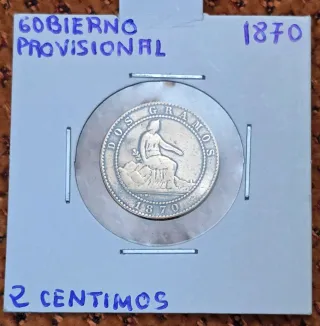 GOBIERNO
PROVISIONAL
1870
DOS GRAMOS
1870
2 CENTIMOS